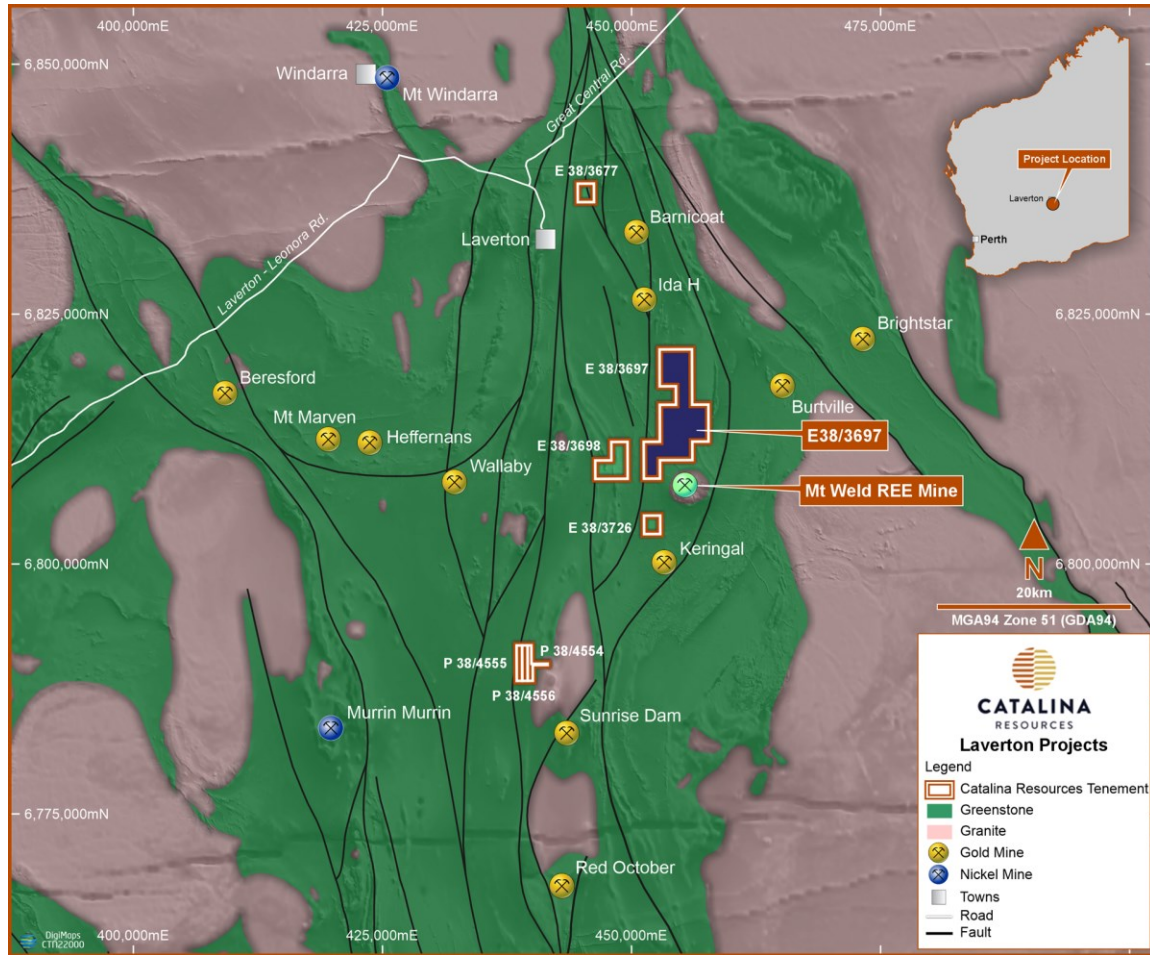 400,000mE
425,000mE
450,000mE
475,000mE
6,850,000mN
Windarra
Mt Windarra
Great Central Rd.
E 38/3677
Barnicoat
Laverton
Laverton - Leonora Rd.
Ida H
6,825,000mN
6,825,000mN
Brightstar
E 38/3697
Beresford
Burtville
Mt Marven
Heffernans
E38/3697
E 38/3698
Wallaby
Mt Weld REE Mine
E 38/3726
Keringal
6,800,000mN
6,800,000mN
P 38/4554
P 38/4555
P 38/4556
Murrin Murrin
Sunrise Dam
6,775,000mN
Red October
400,000mE
425,000mE
450,000mE
DigiMaps
CTN22000
Project Location
Laverton
Perth
N
20km
MGA94 Zone 51 (GDA94)
CATALINA
RESOURCES
Laverton Projects
Legend
Catalina Resources Tenement
Greenstone
Granite
Gold Mine
Nickel Mine
Towns
Road
Fault